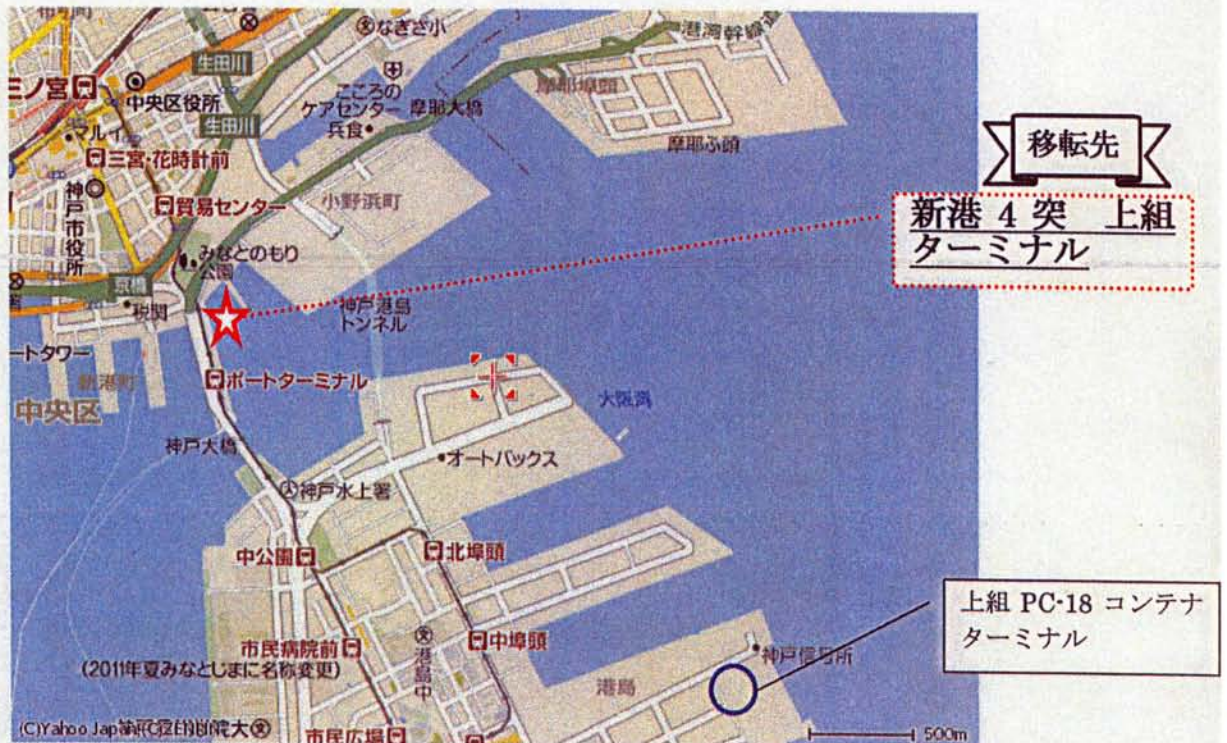 なぎさ小
港湾幹線道
生田川
三ノ宮
中央区役所
こころの
ケアセンター
兵食
摩耶大橋
摩耶埠頭
摩耶ふ頭
生田川
マルイ
三宮・花時計前
神戸市役所
貿易センター
小野浜町
みなとのもり
公園
京橋
税関
神戸港島
トンネル
移転先
新港 4 突 上組
ターミナル
ートタワー
新港町
ポートターミナル
中央区
大阪湾
神戸大橋
オートバックス
神戸水上署
中公園
北埠頭
上組 PC-18 コンテナ
ターミナル
市民病院前
(2011年夏みなとじまに名称変更)
港島中
中埠頭
神戸信号所
港島
(C)Yahoo Japan,(C)ZENRIN
院大
市民広場
500m